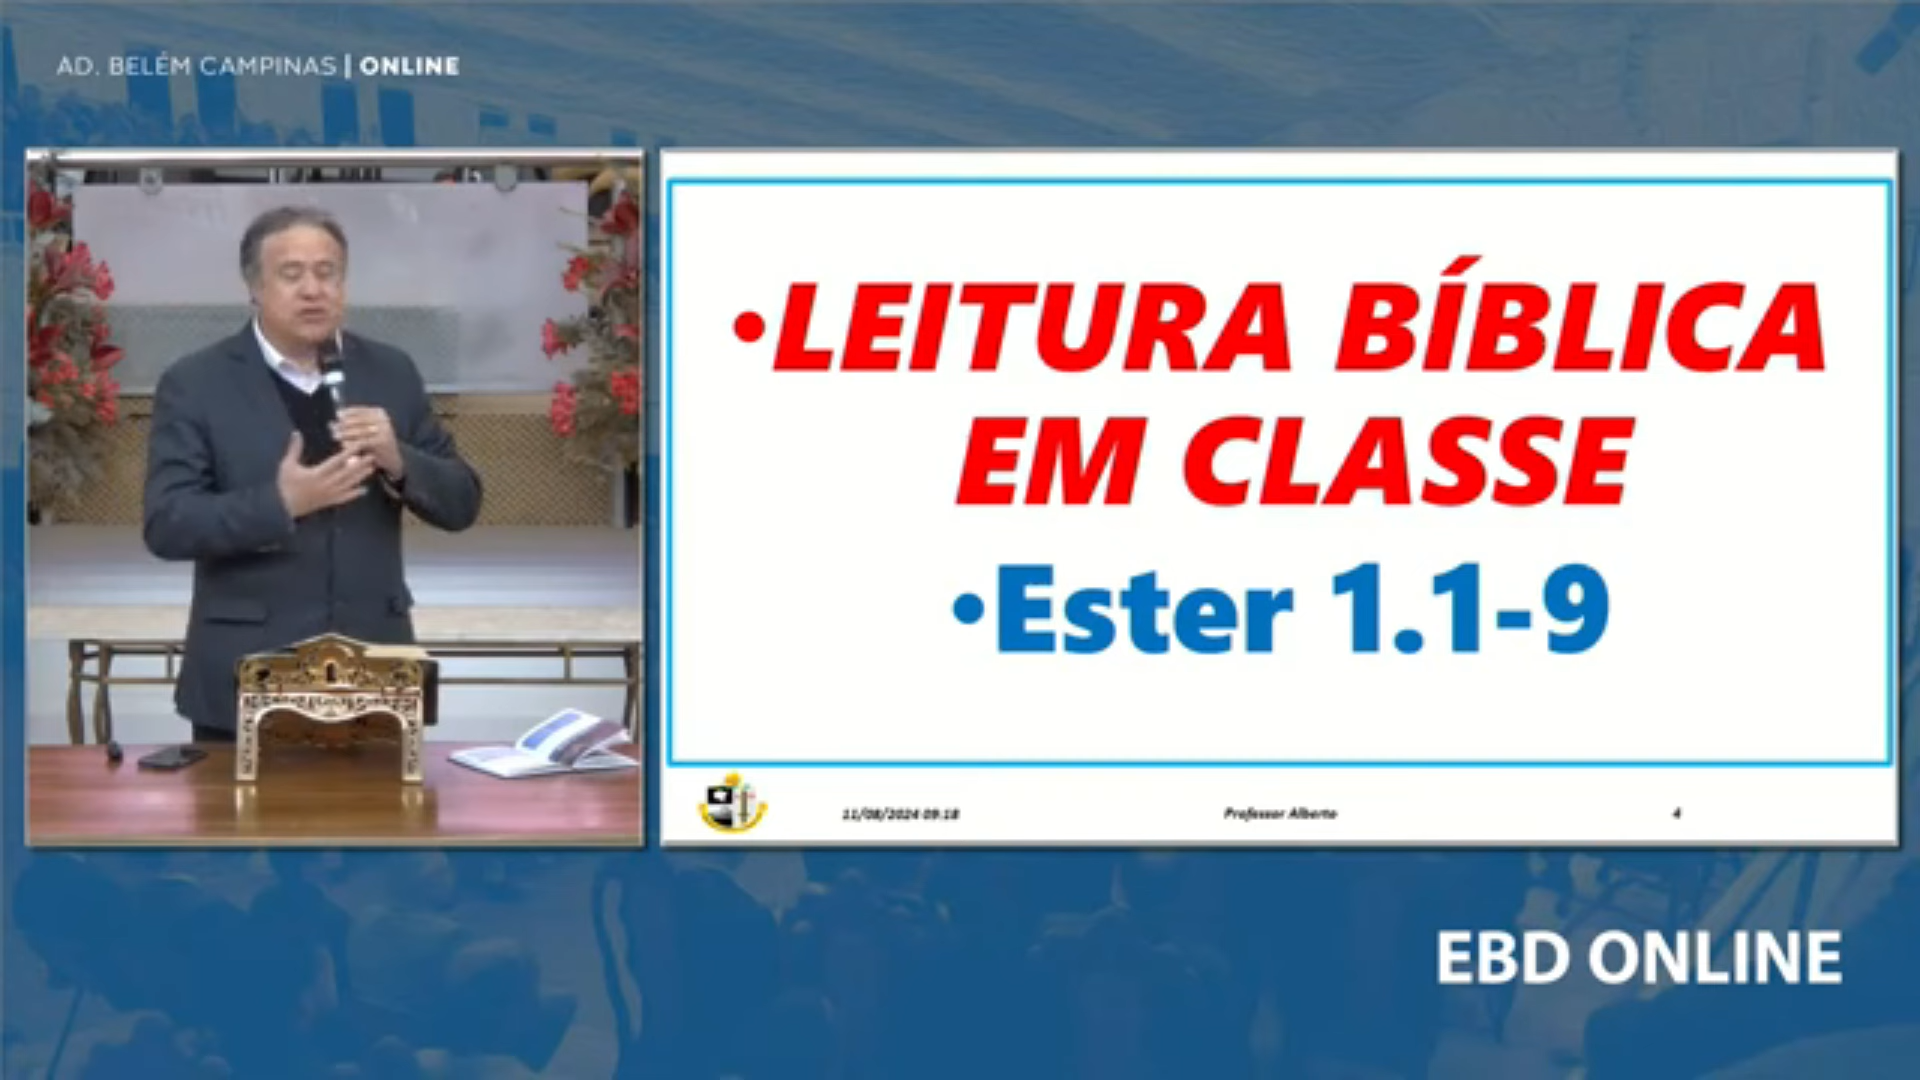 AD. BELÉM CAMPINAS | ONLINE
•LEITURA BÍBLICA
EM CLASSE
•Ester 1.1-9
11/08/2024 09:18
Professor Alberto
4
EBD ONLINE